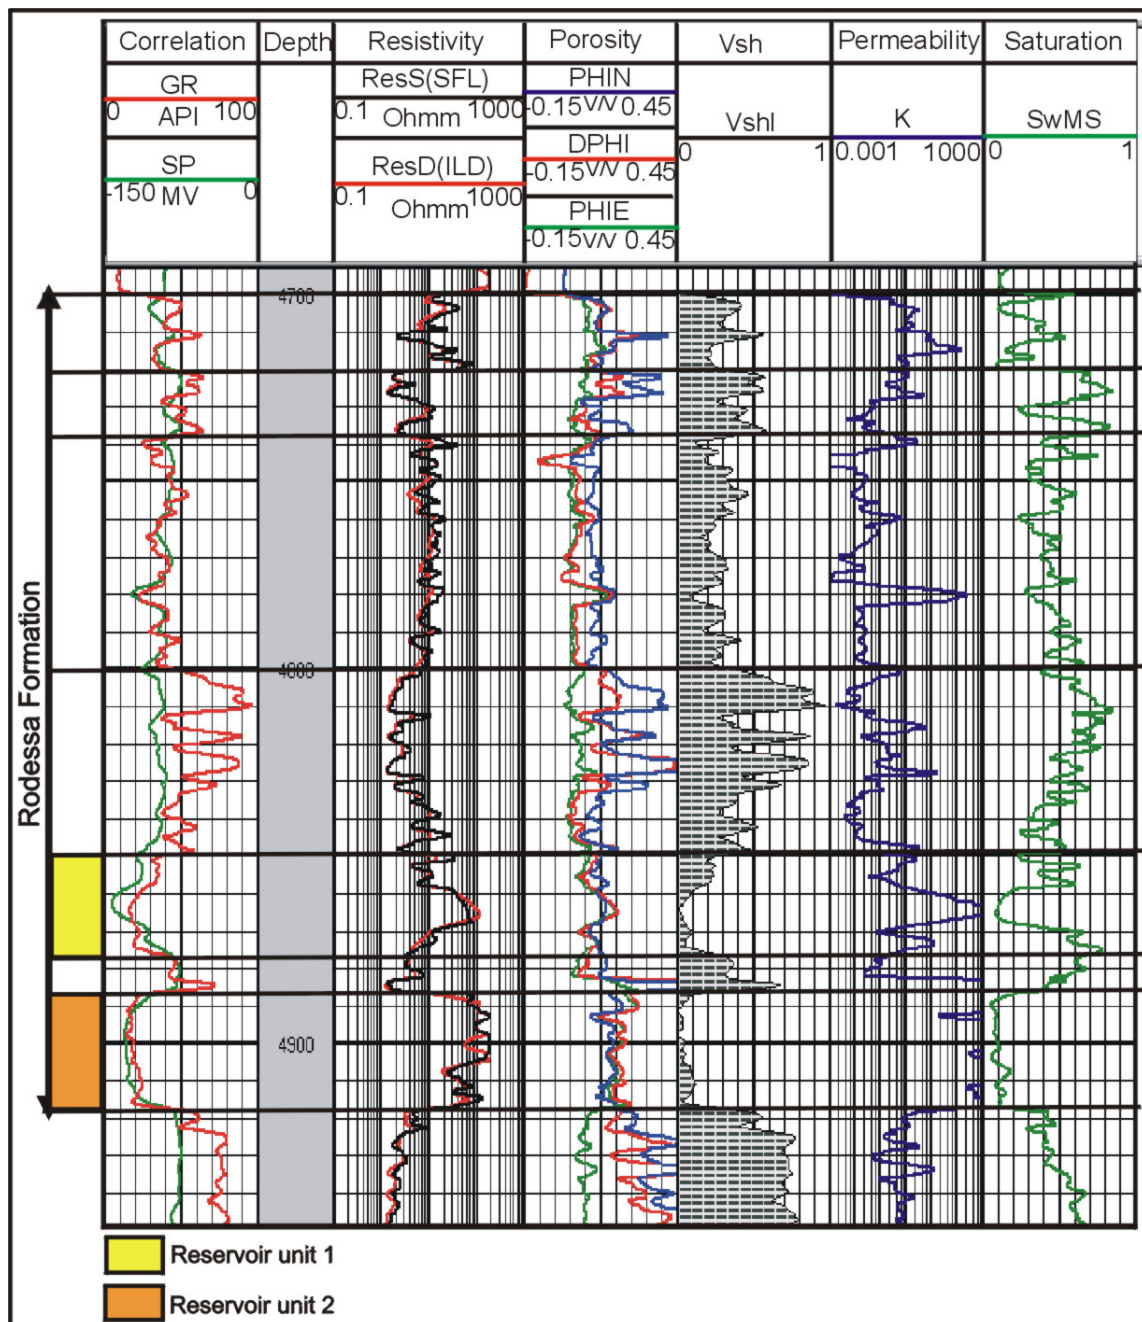 Correlation Depth Resistivity Porosity Vsh Permeability Saturation
GR
0 API 100
SP
-150 MV 0
ResS(SFL)
0.1 Ohmm 1000
ResD(ILD)
0.1 Ohmm 1000
PHIN
-0.15 V/V 0.45
DPHI
-0.15 V/V 0.45
PHIE
-0.15 V/V 0.45
Vshl
0 1
K
0.001 1000
SwMS
0 1
4700
4800
4900
Rodessa Formation
Reservoir unit 1
Reservoir unit 2